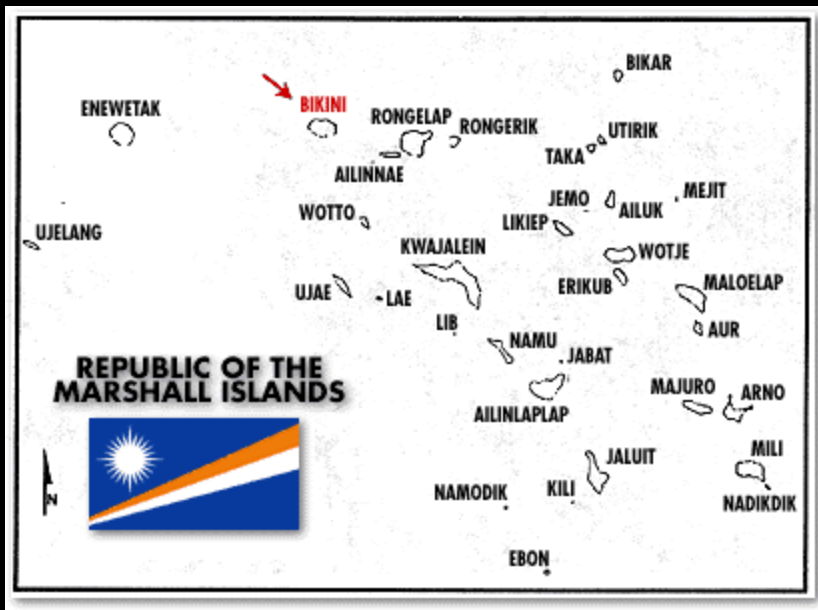 BIKAR
ENEWETAK
BIKINI
RONGELAP
RONGERIK
UTIRIK
TAKA
AILINNAE
JEMO
MEJIT
WOTTO
AILUK
LIKIEP
UJELANG
KWAJALEIN
WOTJE
UJAE
LAE
ERIKUB
MALOELAP
LIB
AUR
NAMU
JABAT
REPUBLIC OF THE
MARSHALL ISLANDS
MAJURO
ARNO
AILINLAPLAP
JALUIT
MILI
N
NAMODIK
KILI
NADIKDIK
EBON